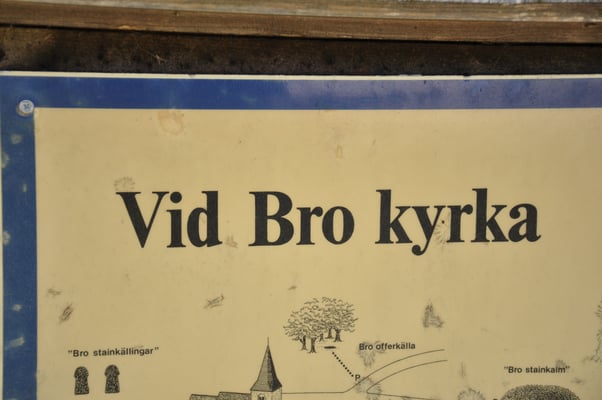 Vid Bro kyrka
Bro offerkälla
"Bro stainkällingar"
"Bro stainkalm"
P